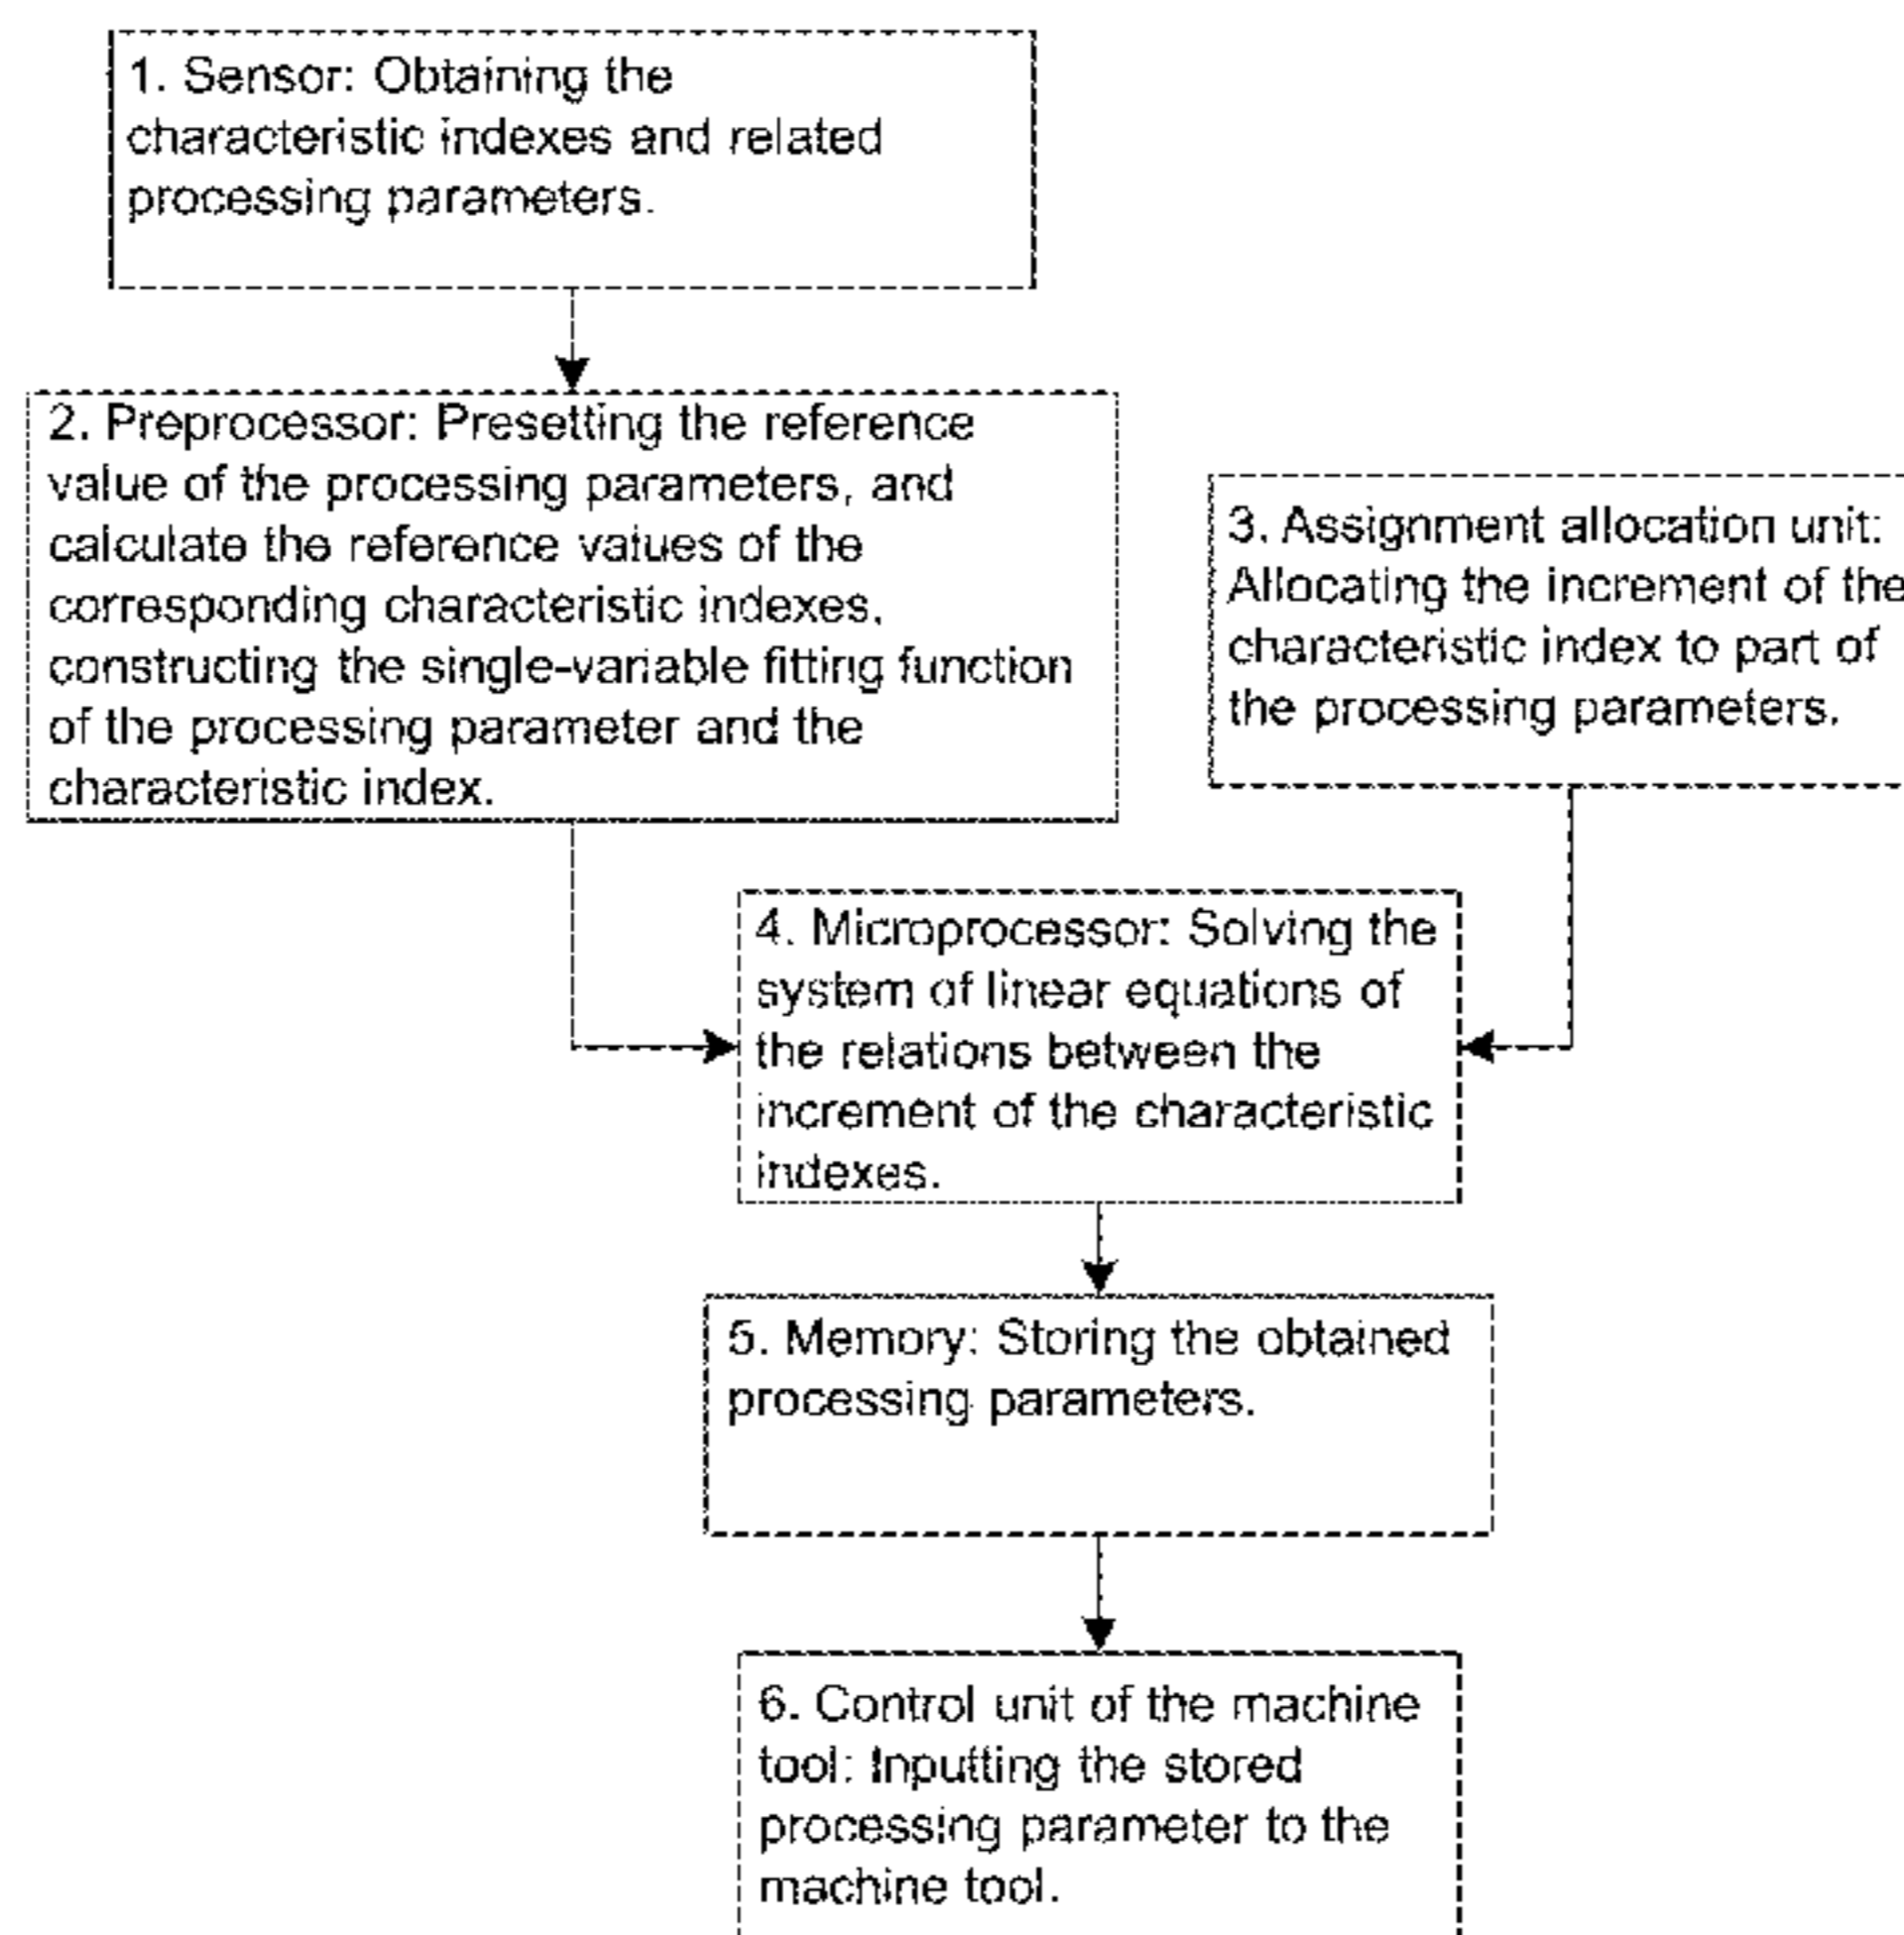 1. Sensor: Obtaining the
characteristic indexes and related
processing parameters.
2. Preprocessor: Presetting the reference
value of the processing parameters, and
calculate the reference values of the
corresponding characteristic indexes,
constructing the single-variable fitting function
of the processing parameter and the
characteristic index.
3. Assignment allocation unit:
Allocating the increment of the
characteristic index to part of
the processing parameters.
4. Microprocessor: Solving the
system of linear equations of
the relations between the
increment of the characteristic
indexes.
5. Memory: Storing the obtained
processing parameters.
6. Control unit of the machine
tool: Inputting the stored
processing parameter to the
machine tool.